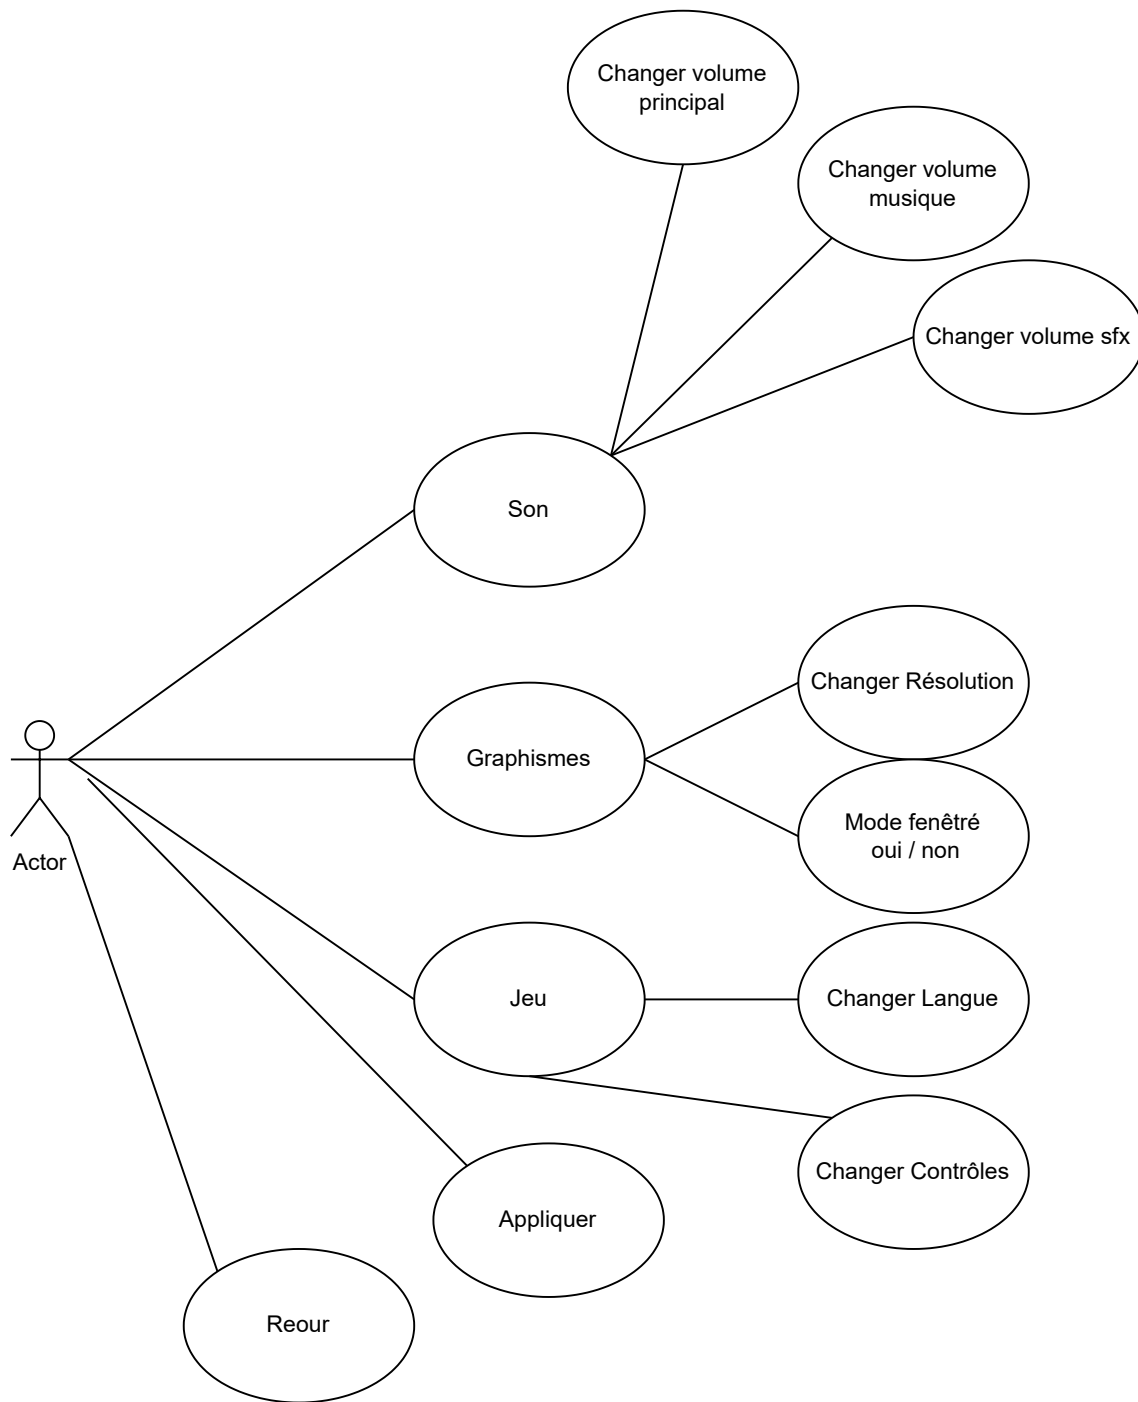 Changer volume
principal
Changer volume
musique
Changer volume sfx
Son
Changer Résolution
Graphismes
Mode fenêtré
oui / non
Actor
Jeu
Changer Langue
Changer Contrôles
Appliquer
Reour